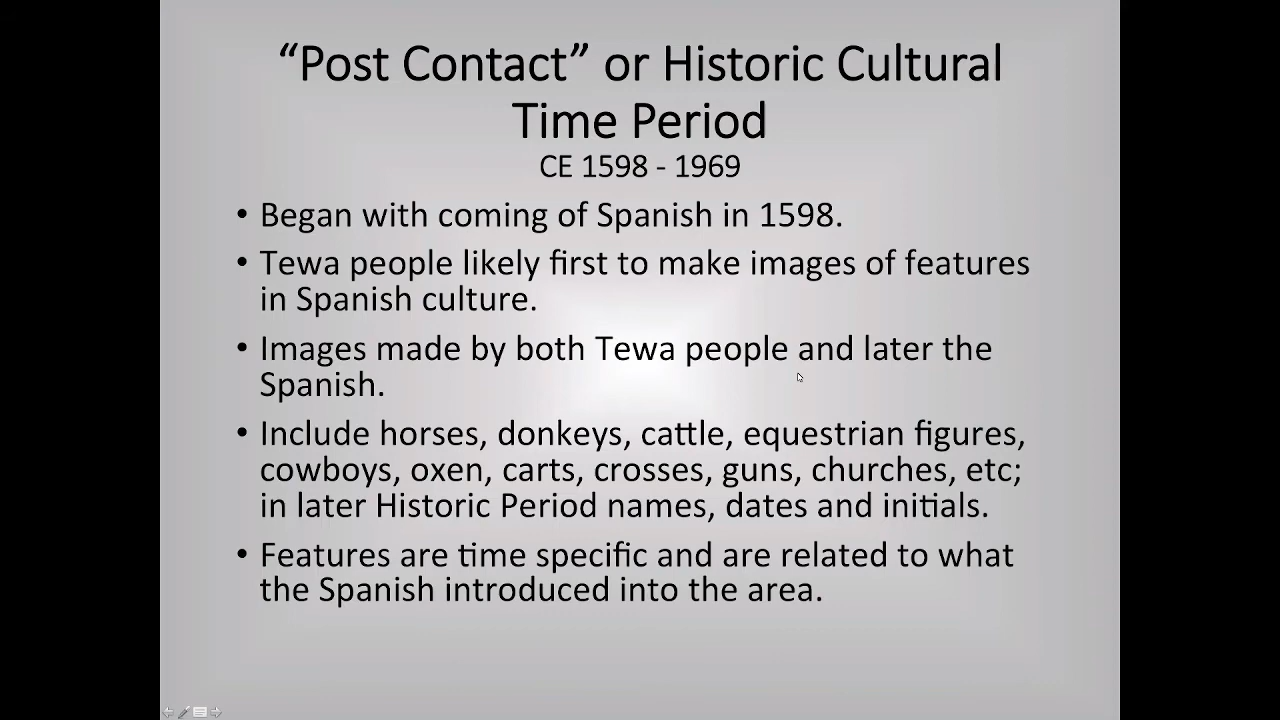 “Post Contact” or Historic Cultural
Time Period
CE 1598 - 1969
• Began with coming of Spanish in 1598.
• Tewa people likely first to make images of features
in Spanish culture.
• Images made by both Tewa people and later the
Spanish.
• Include horses, donkeys, cattle, equestrian figures,
cowboys, oxen, carts, crosses, guns, churches, etc;
in later Historic Period names, dates and initials.
• Features are time specific and are related to what
the Spanish introduced into the area.